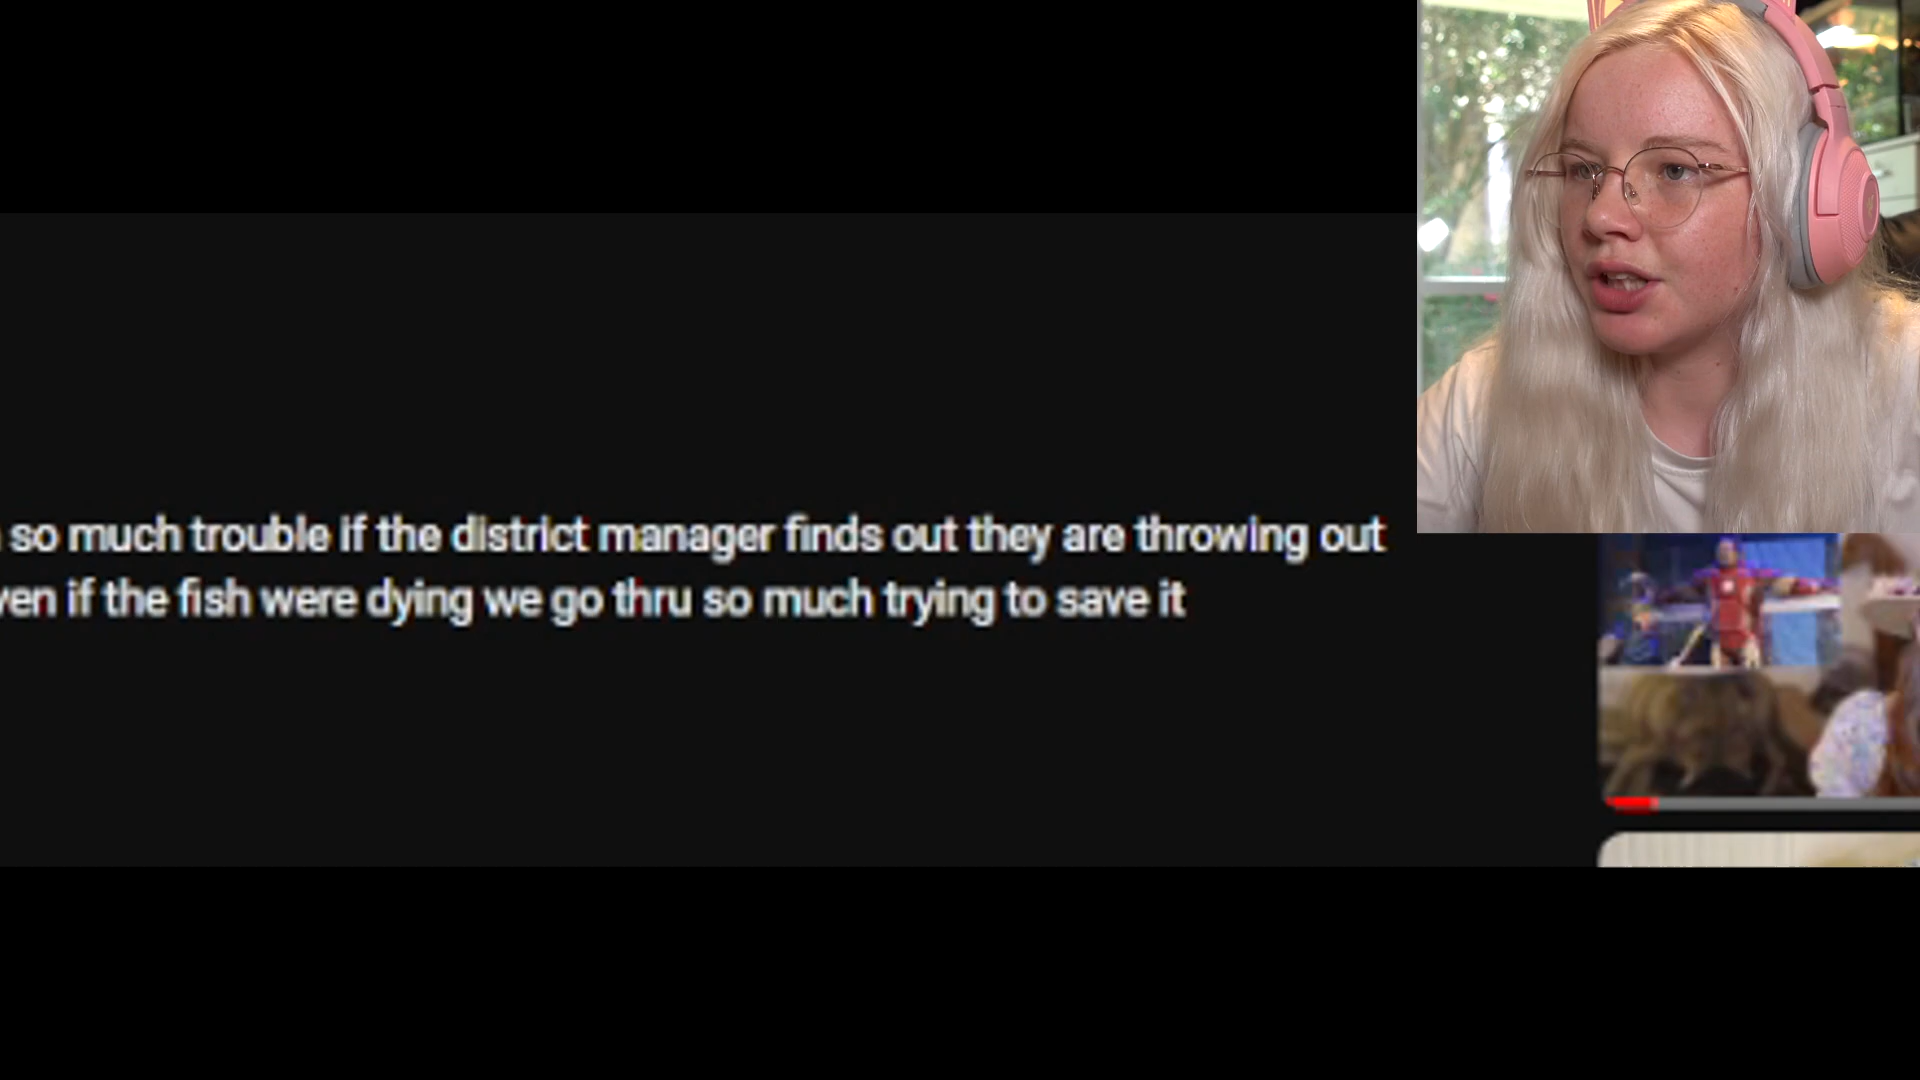 so much trouble if the district manager finds out they are throwing out
if the fish were dying we go thru so much trying to save it